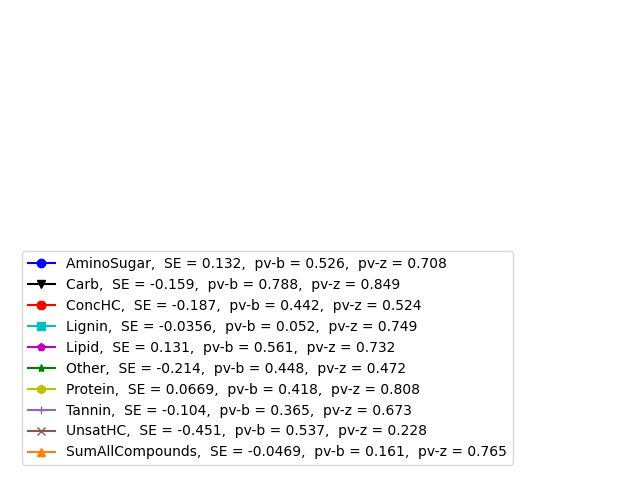 AminoSugar,  SE = 0.132,  pv-b = 0.526,  pv-z = 0.708
Carb,  SE = -0.159,  pv-b = 0.788,  pv-z = 0.849
ConcHC,  SE = -0.187,  pv-b = 0.442,  pv-z = 0.524
Lignin,  SE = -0.0356,  pv-b = 0.052,  pv-z = 0.749
Lipid,  SE = 0.131,  pv-b = 0.561,  pv-z = 0.732
Other,  SE = -0.214,  pv-b = 0.448,  pv-z = 0.472
Protein,  SE = 0.0669,  pv-b = 0.418,  pv-z = 0.808
Tannin,  SE = -0.104,  pv-b = 0.365,  pv-z = 0.673
UnsatHC,  SE = -0.451,  pv-b = 0.537,  pv-z = 0.228
SumAllCompounds,  SE = -0.0469,  pv-b = 0.161,  pv-z = 0.765